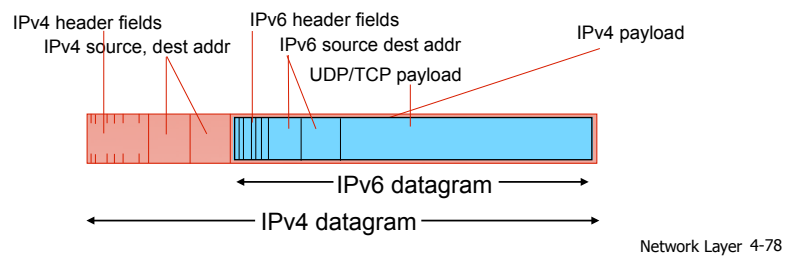 IPv4 header fields
IPv4 source, dest addr
IPv6 header fields
IPv6 source dest addr
UDP/TCP payload
IPv4 payload
IPv6 datagram
IPv4 datagram
Network Layer 4-78